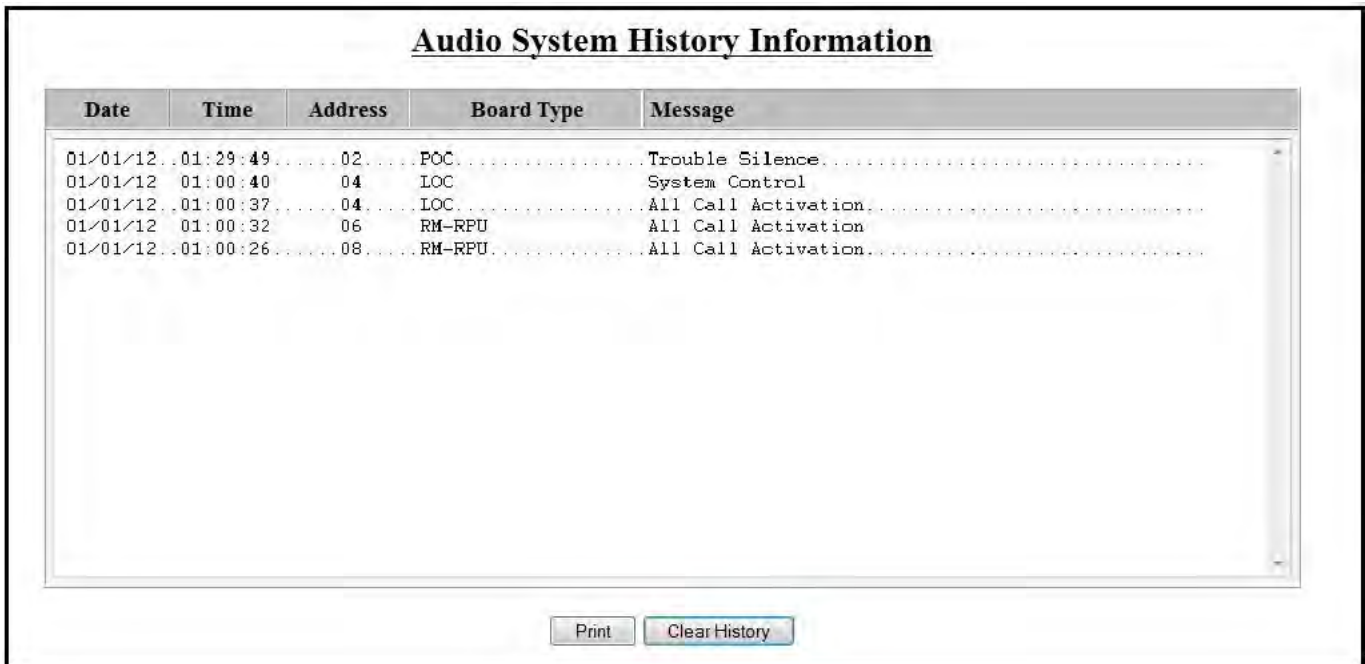 Audio System History Information
Date Time Address Board Type Message
01/01/12..01:29:49......02.....POC.................Trouble Silence..................................
01/01/12 01:00:40 04 LOC System Control
01/01/12..01:00:37......04.....LOC.................All Call Activation..............................
01/01/12 01:00:32 06 RM-RPU All Call Activation
01/01/12..01:00:26......08.....RM-RPU..............All Call Activation..............................
Print Clear History